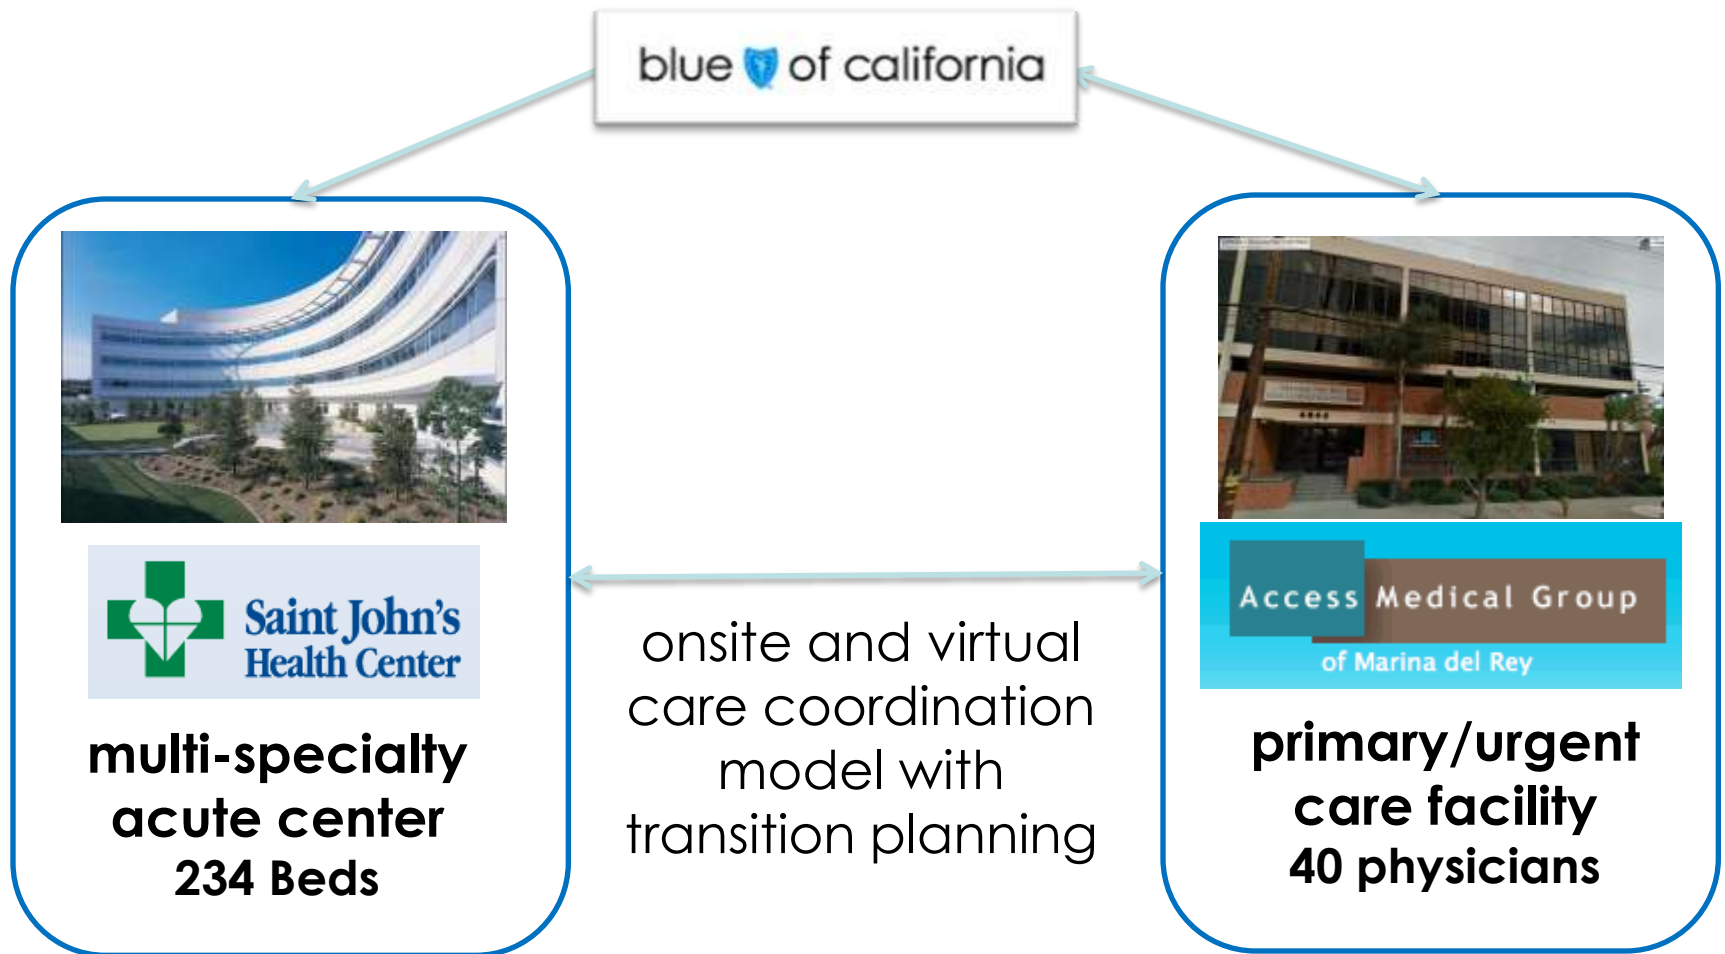 blue of california
Saint John's
Health Center
multi-specialty
acute center
234 Beds
onsite and virtual
care coordination
model with
transition planning
Access Medical Group
of Marina del Rey
primary/urgent
care facility
40 physicians